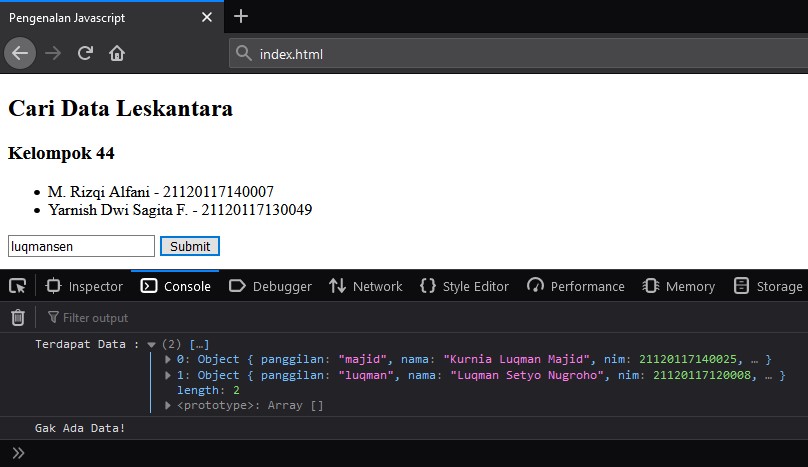 Pengenalan Javascript
index.html
Cari Data Leskantara
Kelompok 44
• M. Rizqi Alfani - 21120117140007
• Yarnish Dwi Sagita F. - 21120117130049
luqmansen Submit
Inspector Console Debugger Network Style Editor Performance Memory Storage
Filter output
Terdapat Data : (2) […]
0: Object { panggilan: "majid", nama: "Kurnia Luqman Majid", nim: 21120117140025, … }
1: Object { panggilan: "luqman", nama: "Luqman Setyo Nugroho", nim: 21120117120008, … }
length: 2
<prototype>: Array []
Gak Ada Data!